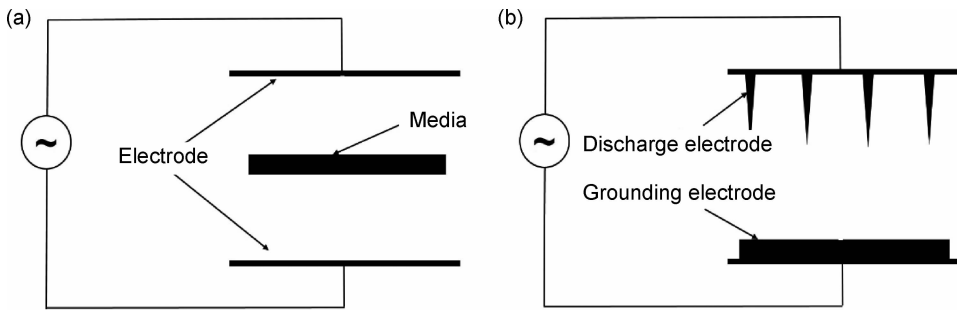 (a)
Media
Electrode
~
(b)
Discharge electrode
~
Grounding electrode